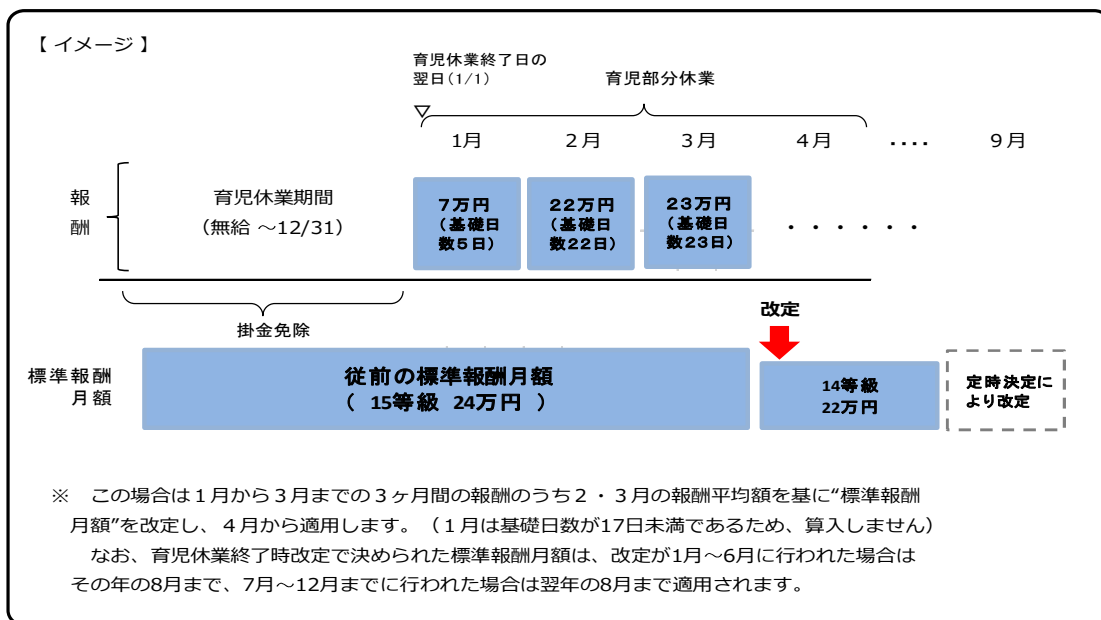 【 イメージ 】
育児休業終了日の
翌日(1/1)
育児部分休業
▽
1月 2月 3月 4月 ‥‥ 9月
報
酬
育児休業期間
(無給 ~12/31)
7万円
(基礎日
数5日)
22万円
(基礎日
数22日)
23万円
(基礎日
数23日)
・・・・・・
掛金免除
改定
標準報酬
月額
従前の標準報酬月額
( 15等級 24万円 )
14等級
22万円
定時決定に
より改定
※ この場合は1月から3月までの3ヶ月間の報酬のうち2・3月の報酬平均額を基に“標準報酬
月額”を改定し、4月から適用します。(1月は基礎日数が17日未満であるため、算入しません)
なお、育児休業終了時改定で決められた標準報酬月額は、改定が1月~6月に行われた場合は
その年の8月まで、7月~12月までに行われた場合は翌年の8月まで適用されます。